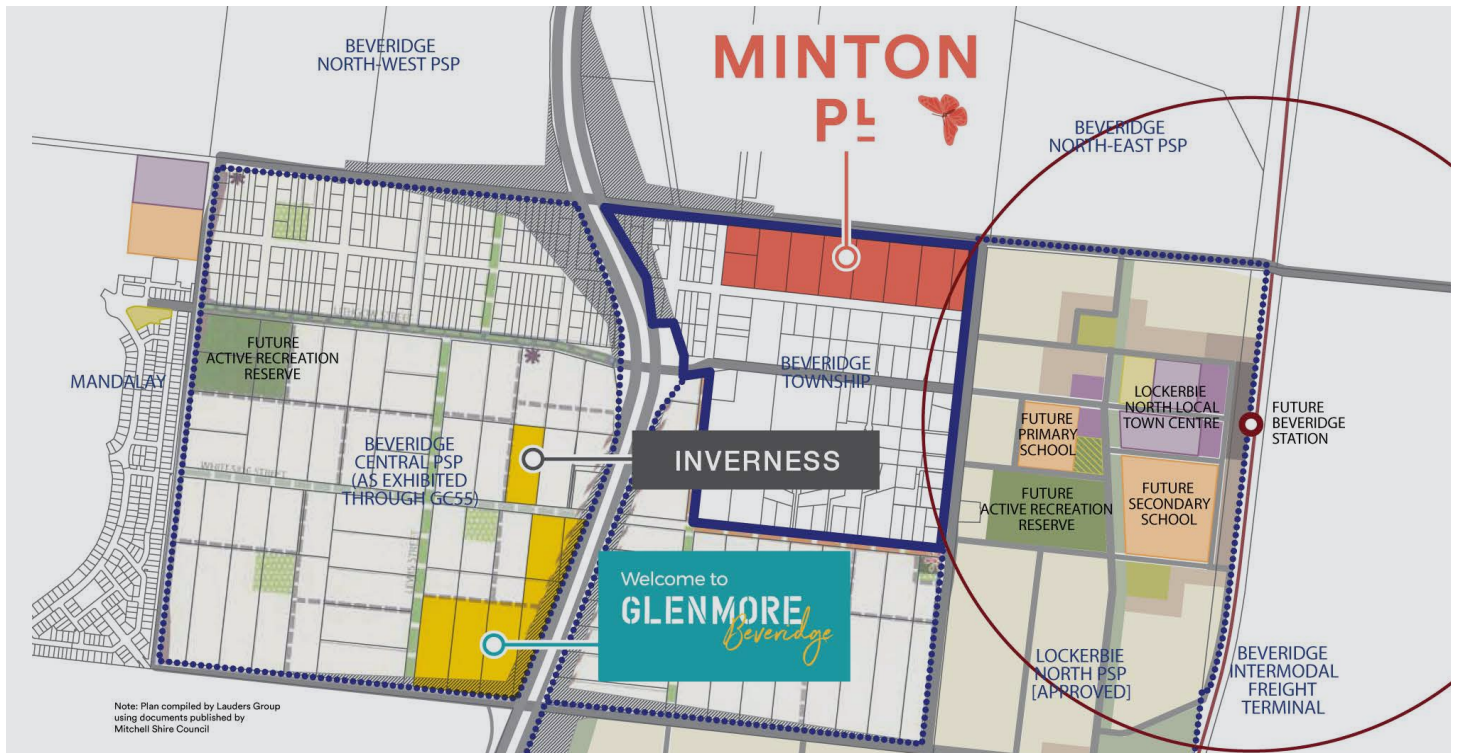 BEVERIDGE
NORTH-WEST PSP
MINTON
PL
BEVERIDGE
NORTH-EAST PSP
FUTURE
ACTIVE RECREATION
RESERVE
MANDALAY
BEVERIDGE
TOWNSHIP
LOCKERBIE
NORTH LOCAL
TOWN CENTRE
FUTURE
BEVERIDGE
STATION
FUTURE
PRIMARY
SCHOOL
BEVERIDGE
CENTRAL PSP
(AS EXHIBITED
THROUGH GC55)
WHITESIDE STREET
INVERNESS
FUTURE
ACTIVE RECREATION
RESERVE
FUTURE
SECONDARY
SCHOOL
Welcome to
GLENMORE
Beveridge
LOCKERBIE
NORTH PSP
[APPROVED]
BEVERIDGE
INTERMODAL
FREIGHT
TERMINAL
Note: Plan compiled by Lauders Group
using documents published by
Mitchell Shire Council